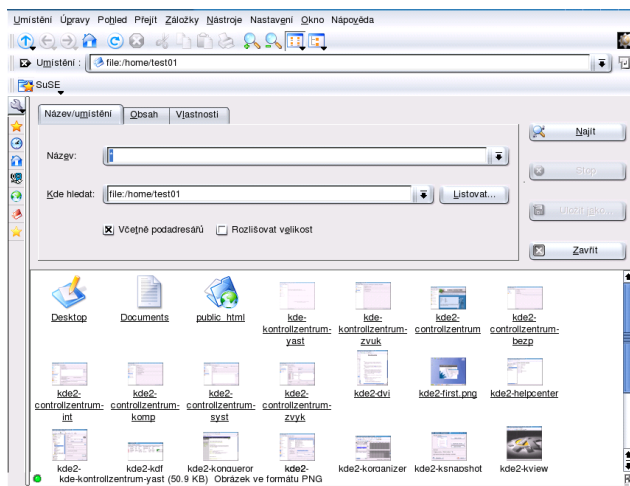 Umístění Úpravy Pohled Přejít Záložky Nástroje Nastavení Okno Nápověda
Umístění : file:/home/test01
SuSE
Název/umístění Obsah Vlastnosti
Najít
Název:
Stop
Kde hledat: file:/home/test01 Listovat...
Uložit jako...
Včetně podadresářů Rozlišovat velikost
Zavřít
Desktop Documents public_html kde-kontrollzentrum-yast kde-kontrollzentrum-zvuk kde2-controllzentrum kde2-controllzentrum-bezp
kde2-controllzentrum-int kde2-controllzentrum-komp kde2-controllzentrum-syst kde2-controllzentrum-zvyk kde2-dvi kde2-first.png kde2-helpcenter
kde2- kde2-kdf kde2-konqueror kde2- kde2-korganizer kde2-ksnapshot kde2-kview
kde-kontrollzentrum-yast (50.9 KB) Obrázek ve formátu PNG